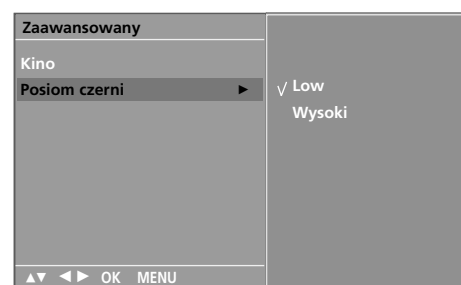 Zaawansowany
Kino
Posiom czerni ►
√ Low
Wysoki
▲▼ ◄► OK MENU